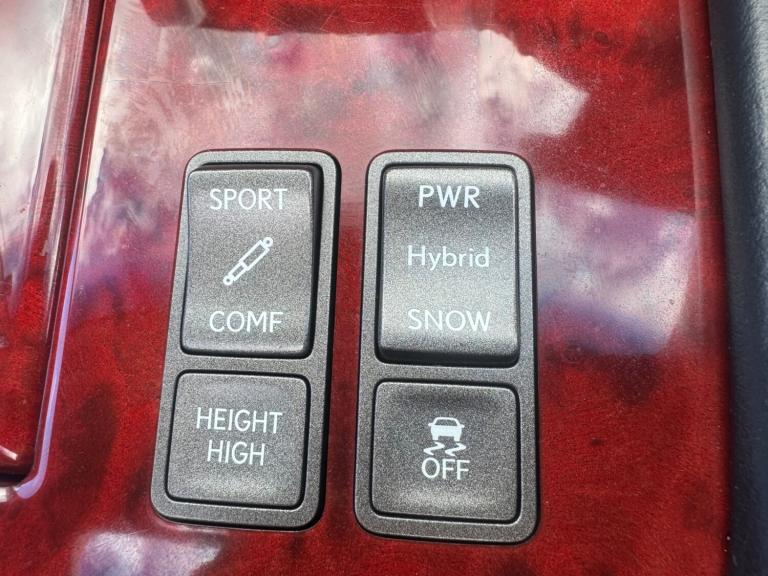 SPORT
COMF
HEIGHT
HIGH
PWR
Hybrid
SNOW
OFF